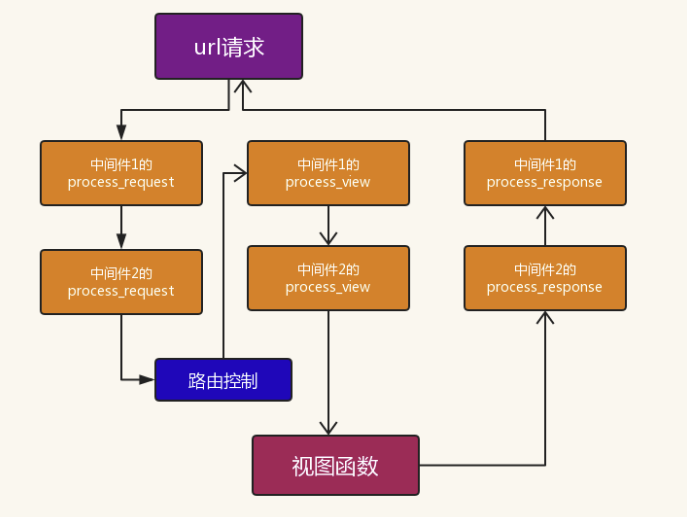 url请求
中间件1的
process_request
中间件1的
process_view
中间件1的
process_response
中间件2的
process_request
中间件2的
process_view
中间件2的
process_response
路由控制
视图函数